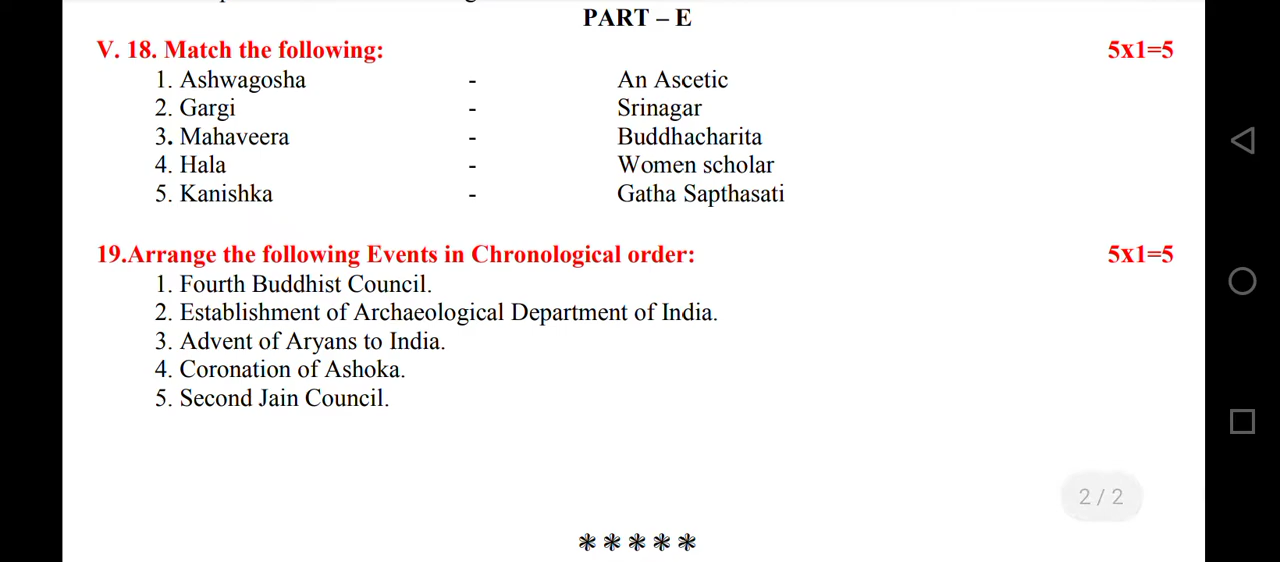 PART – E
V. 18. Match the following: 5x1=5
1. Ashwagosha - An Ascetic
2. Gargi - Srinagar
3. Mahaveera - Buddhacharita
4. Hala - Women scholar
5. Kanishka - Gatha Sapthasati
19.Arrange the following Events in Chronological order: 5x1=5
1. Fourth Buddhist Council.
2. Establishment of Archaeological Department of India.
3. Advent of Aryans to India.
4. Coronation of Ashoka.
5. Second Jain Council.
2 / 2
*****